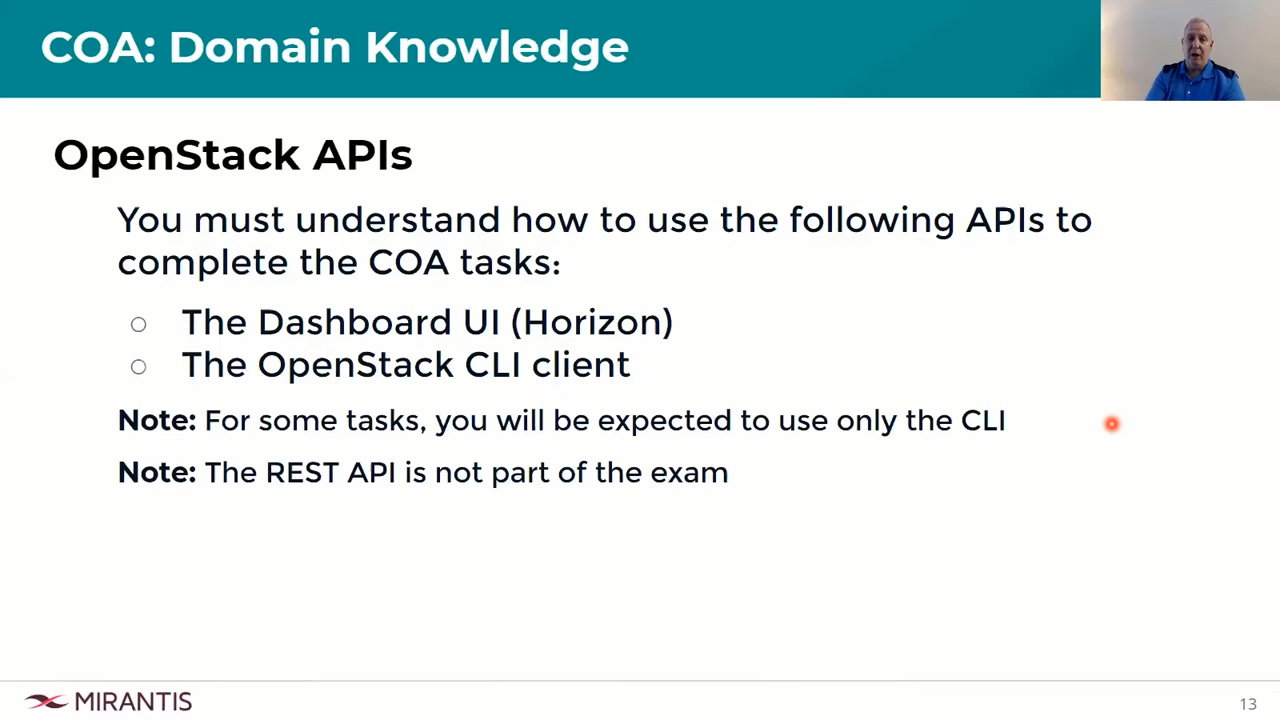 COA: Domain Knowledge
OpenStack APIs
You must understand how to use the following APIs to
complete the COA tasks:
○ The Dashboard UI (Horizon)
○ The OpenStack CLI client
Note: For some tasks, you will be expected to use only the CLI
Note: The REST API is not part of the exam
MIRANTIS
13